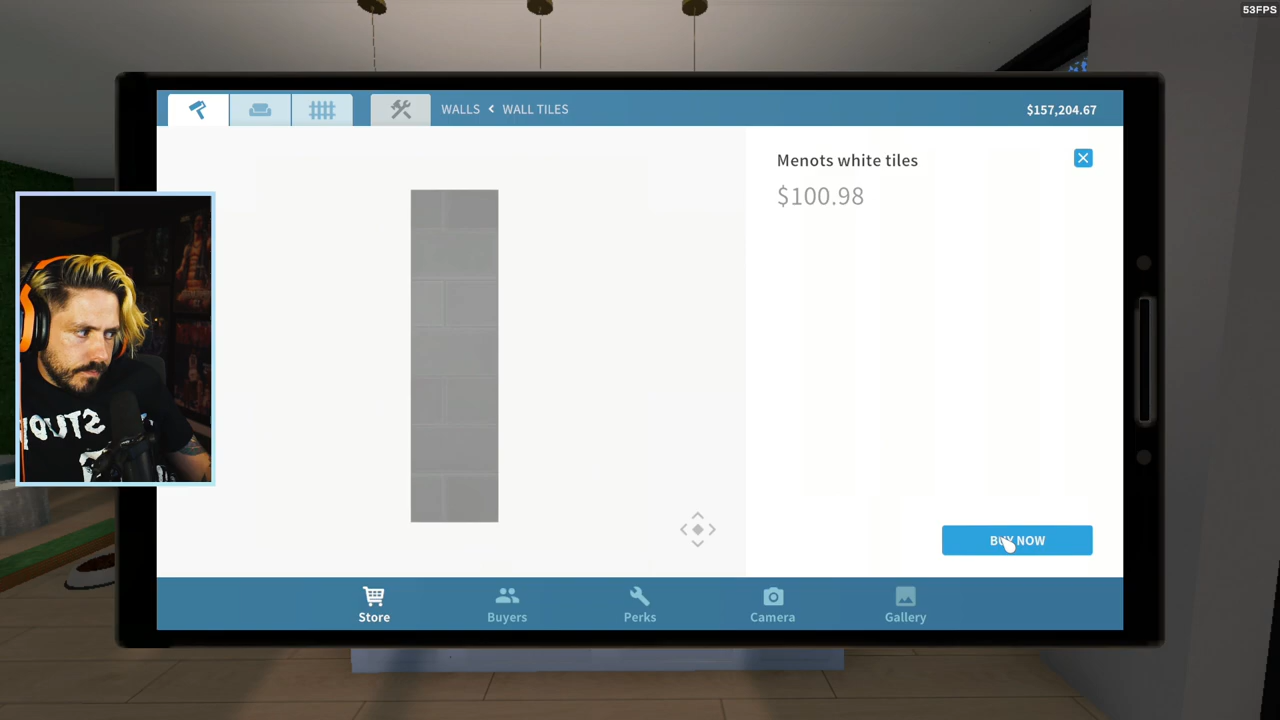 53FPS
WALLS < WALL TILES
$157,204.67
Menots white tiles
$100.98
BUY NOW
Store
Buyers
Perks
Camera
Gallery